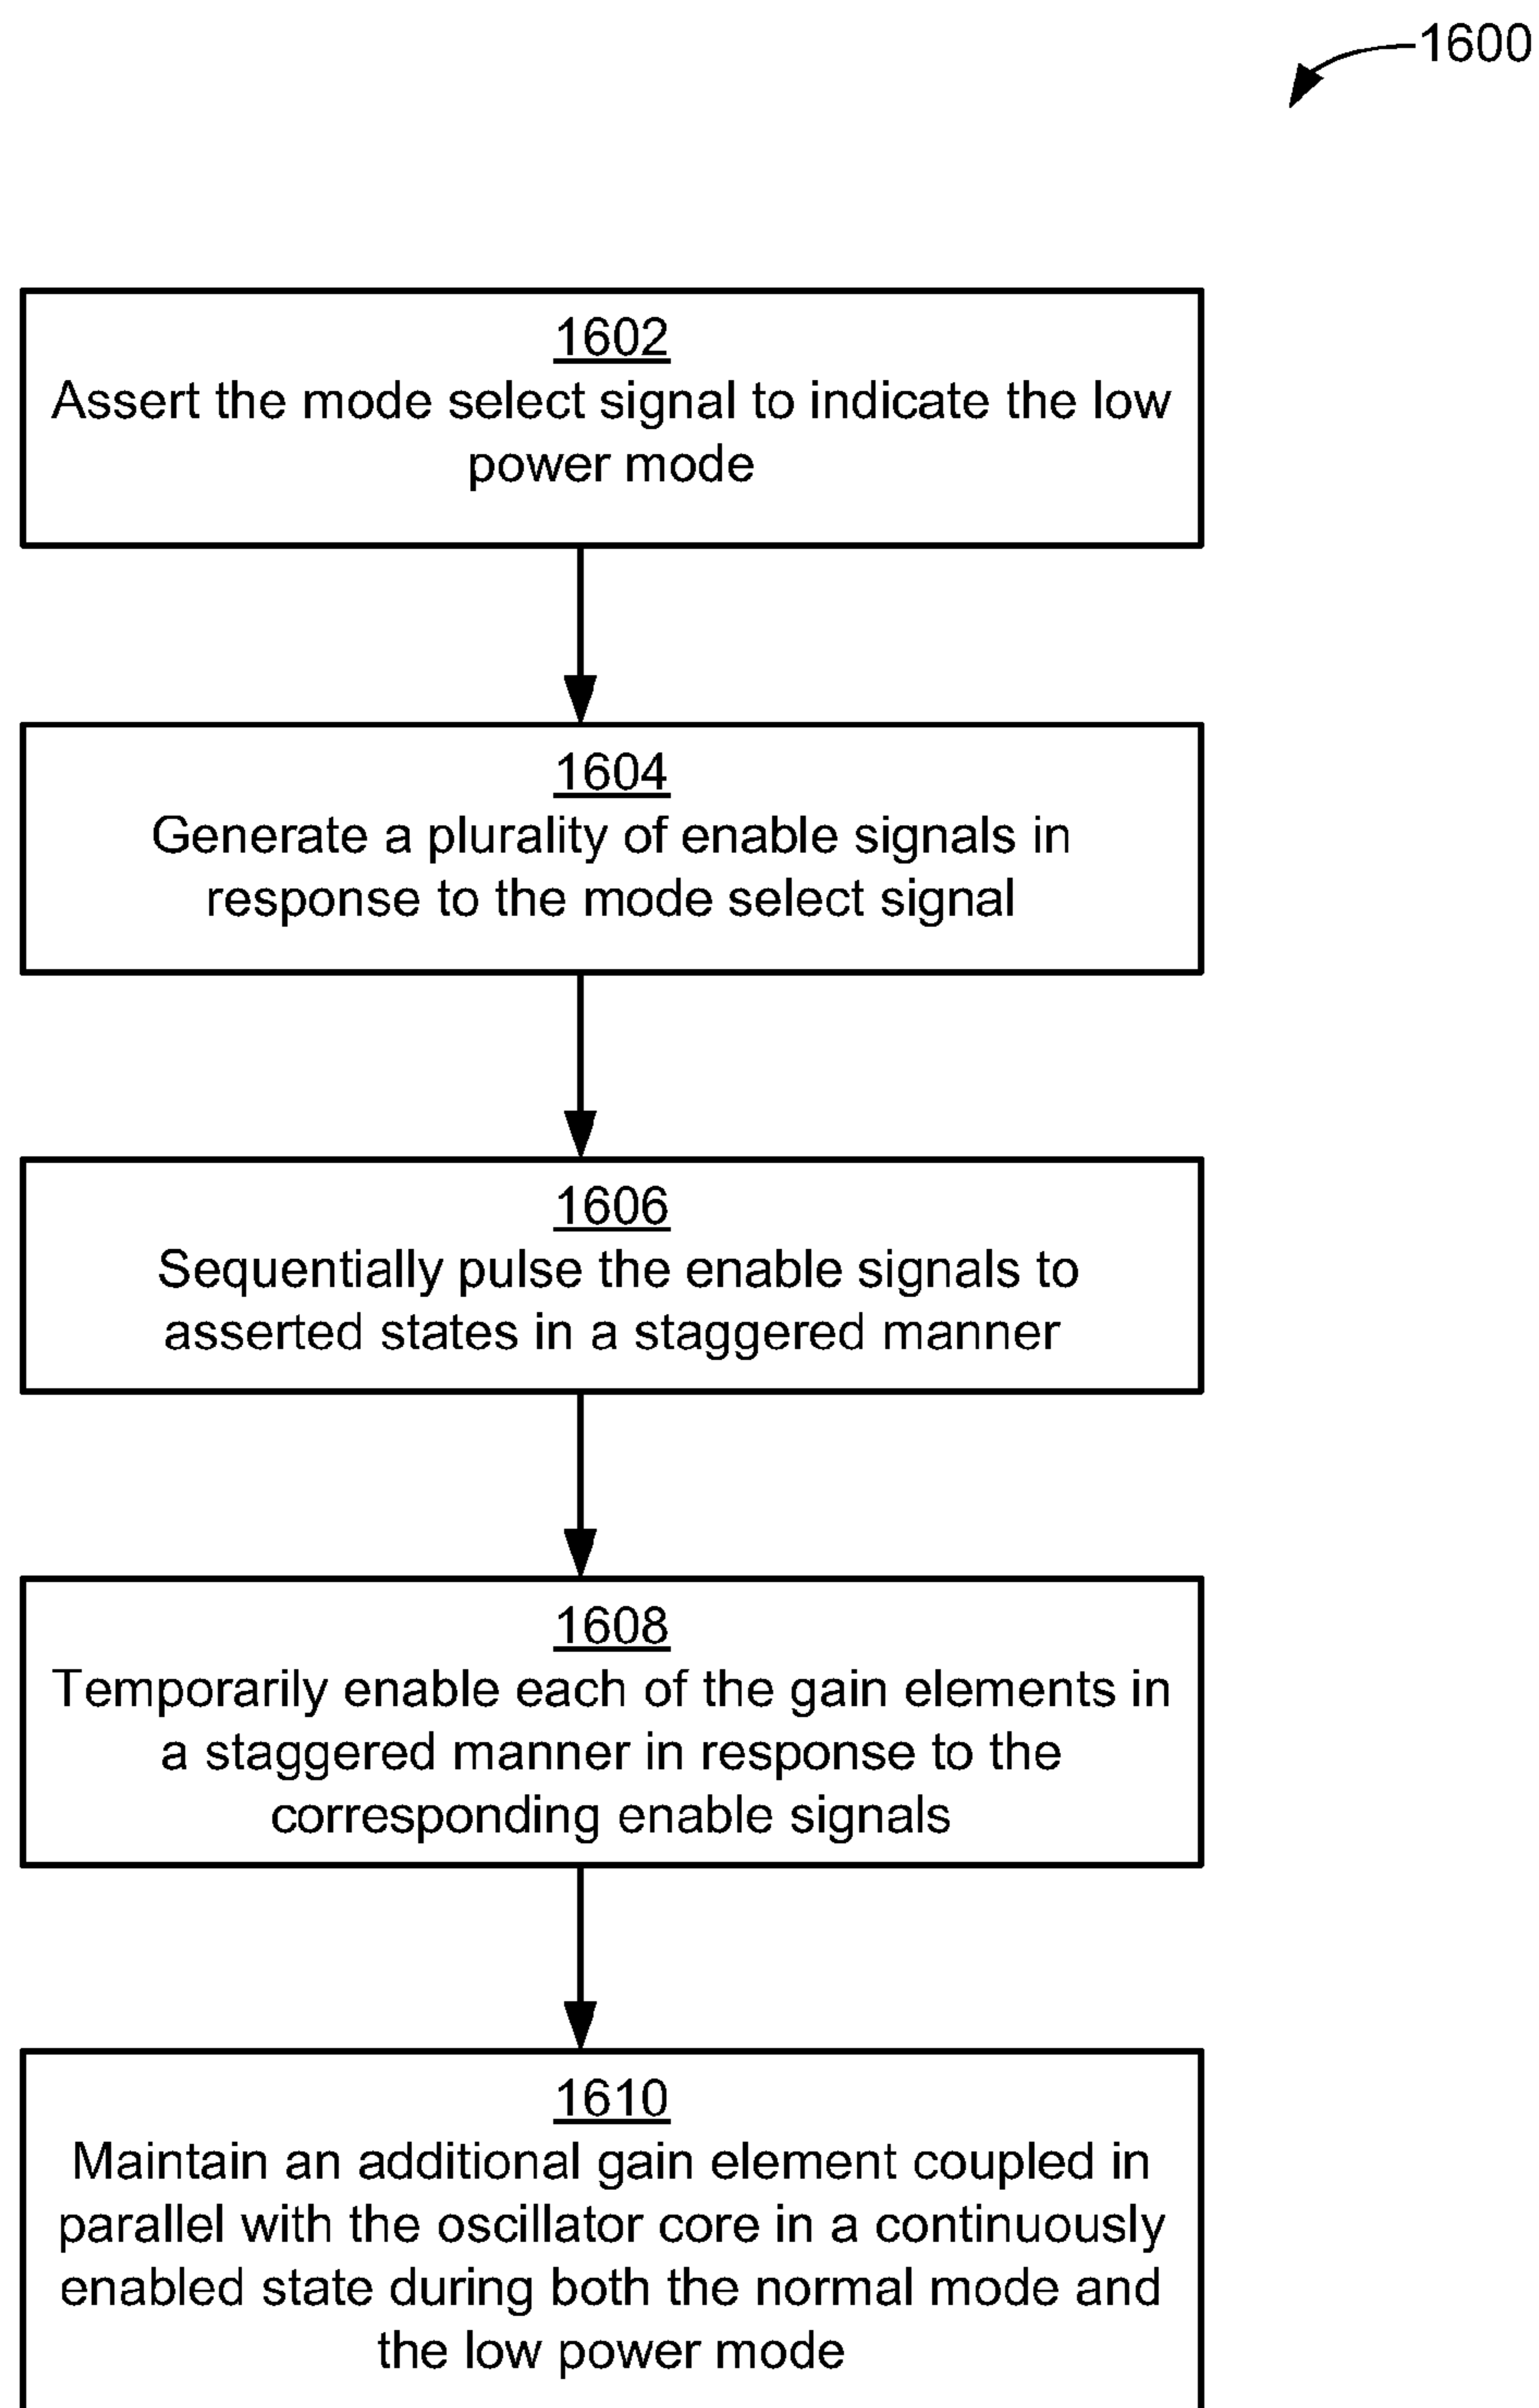 1600
1602
Assert the mode select signal to indicate the low
power mode
1604
Generate a plurality of enable signals in
response to the mode select signal
1606
Sequentially pulse the enable signals to
asserted states in a staggered manner
1608
Temporarily enable each of the gain elements in
a staggered manner in response to the
corresponding enable signals
1610
Maintain an additional gain element coupled in
parallel with the oscillator core in a continuously
enabled state during both the normal mode and
the low power mode